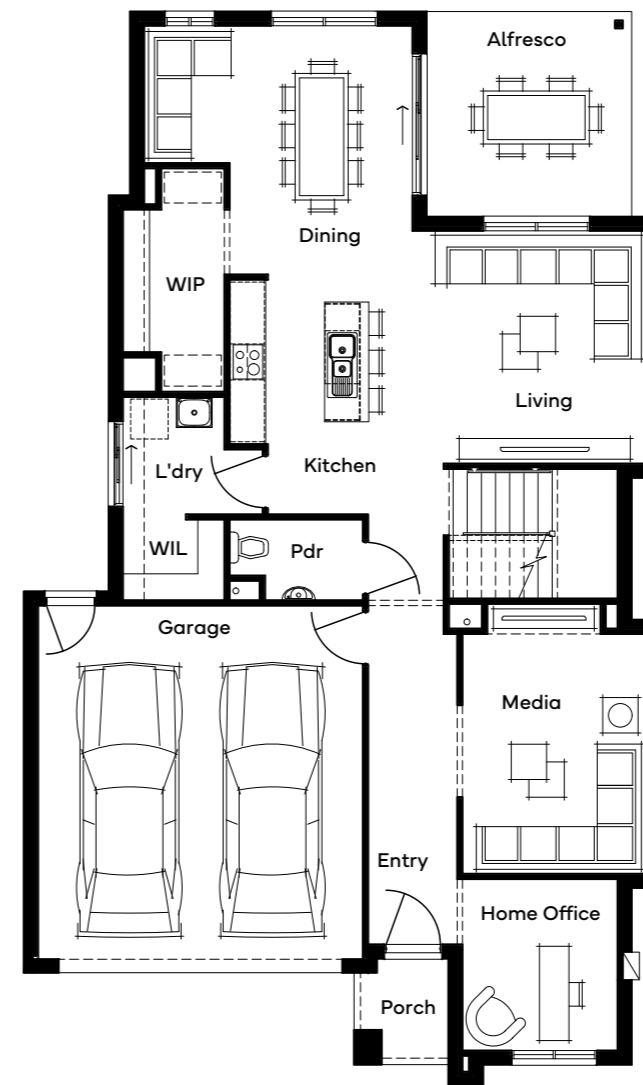 Alfresco
Dining
WIP
Living
Kitchen
L'dry
WIL
Pdr
Garage
Media
Entry
Home Office
Porch